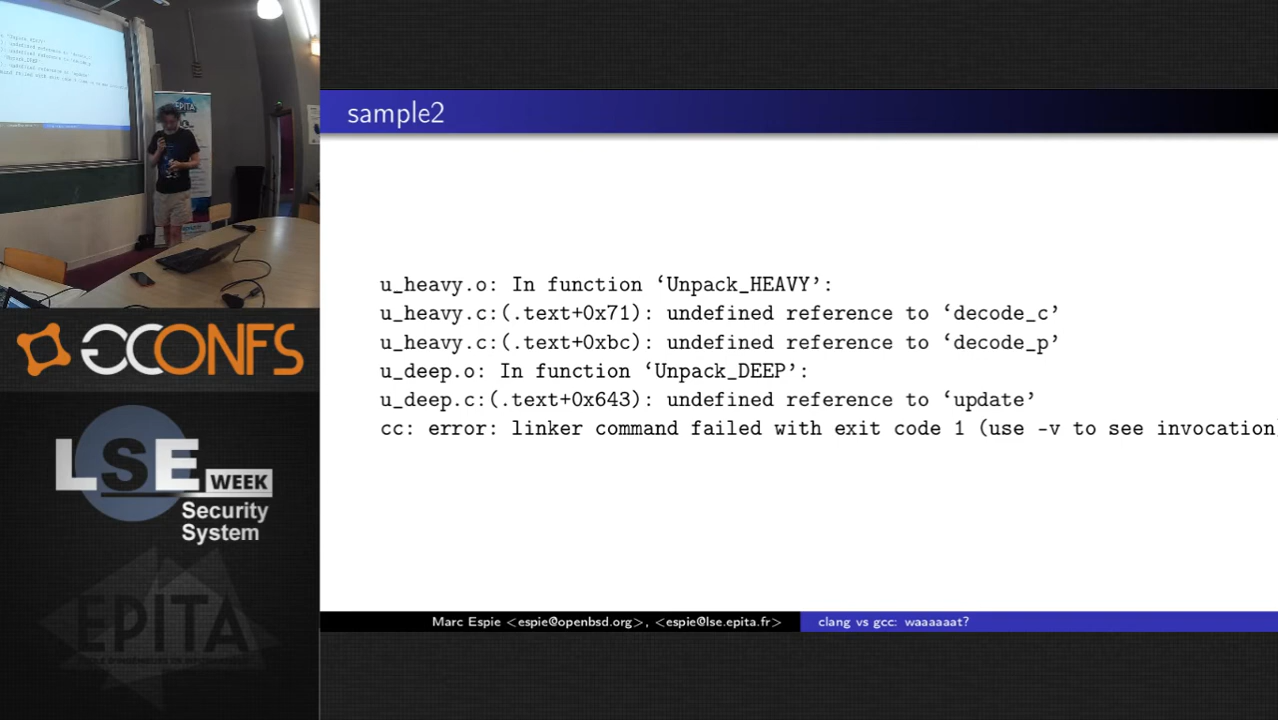 sample2
u_heavy.o: In function ‘Unpack_HEAVY’:
u_heavy.c:(.text+0x71): undefined reference to ‘decode_c’
u_heavy.c:(.text+0xbc): undefined reference to ‘decode_p’
u_deep.o: In function ‘Unpack_DEEP’:
u_deep.c:(.text+0x643): undefined reference to ‘update’
cc: error: linker command failed with exit code 1 (use -v to see invocation)
Marc Espie <espie@openbsd.org>, <espie@lse.epita.fr>
clang vs gcc: waaaaaat?
EPITA
GCONFS
LSE WEEK
Security
System
EPITA